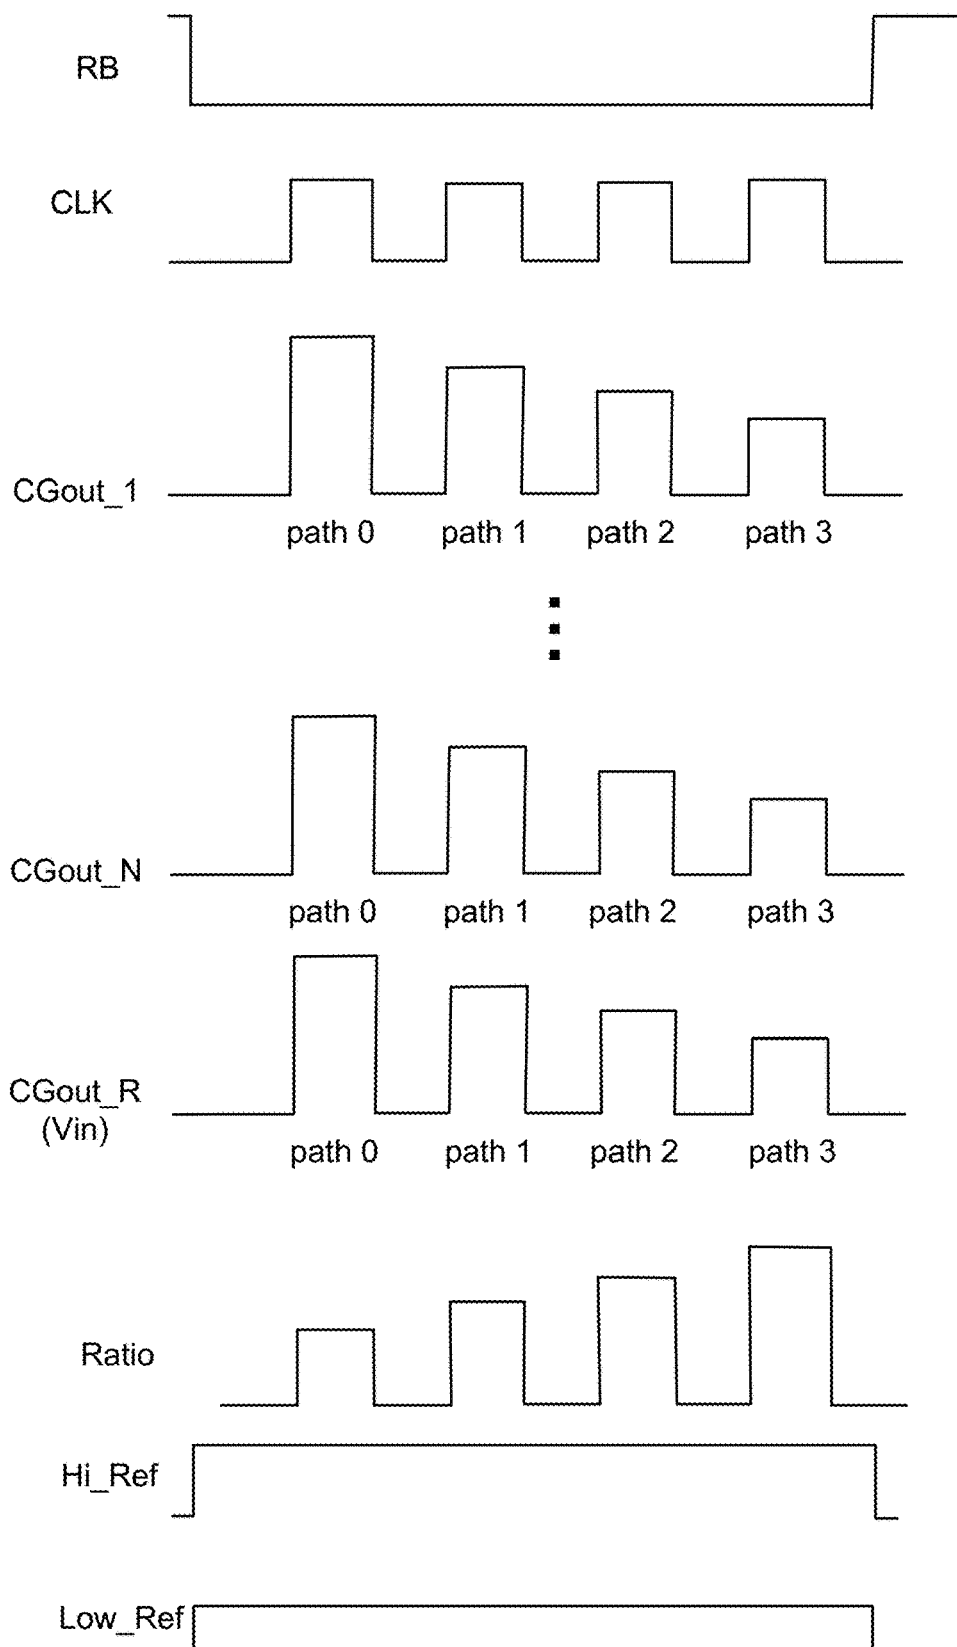 RB
CLK
CGout_1
path 0 path 1 path 2 path 3
CGout_N
path 0 path 1 path 2 path 3
CGout_R
(Vin)
path 0 path 1 path 2 path 3
Ratio
Hi_Ref
Low_Ref